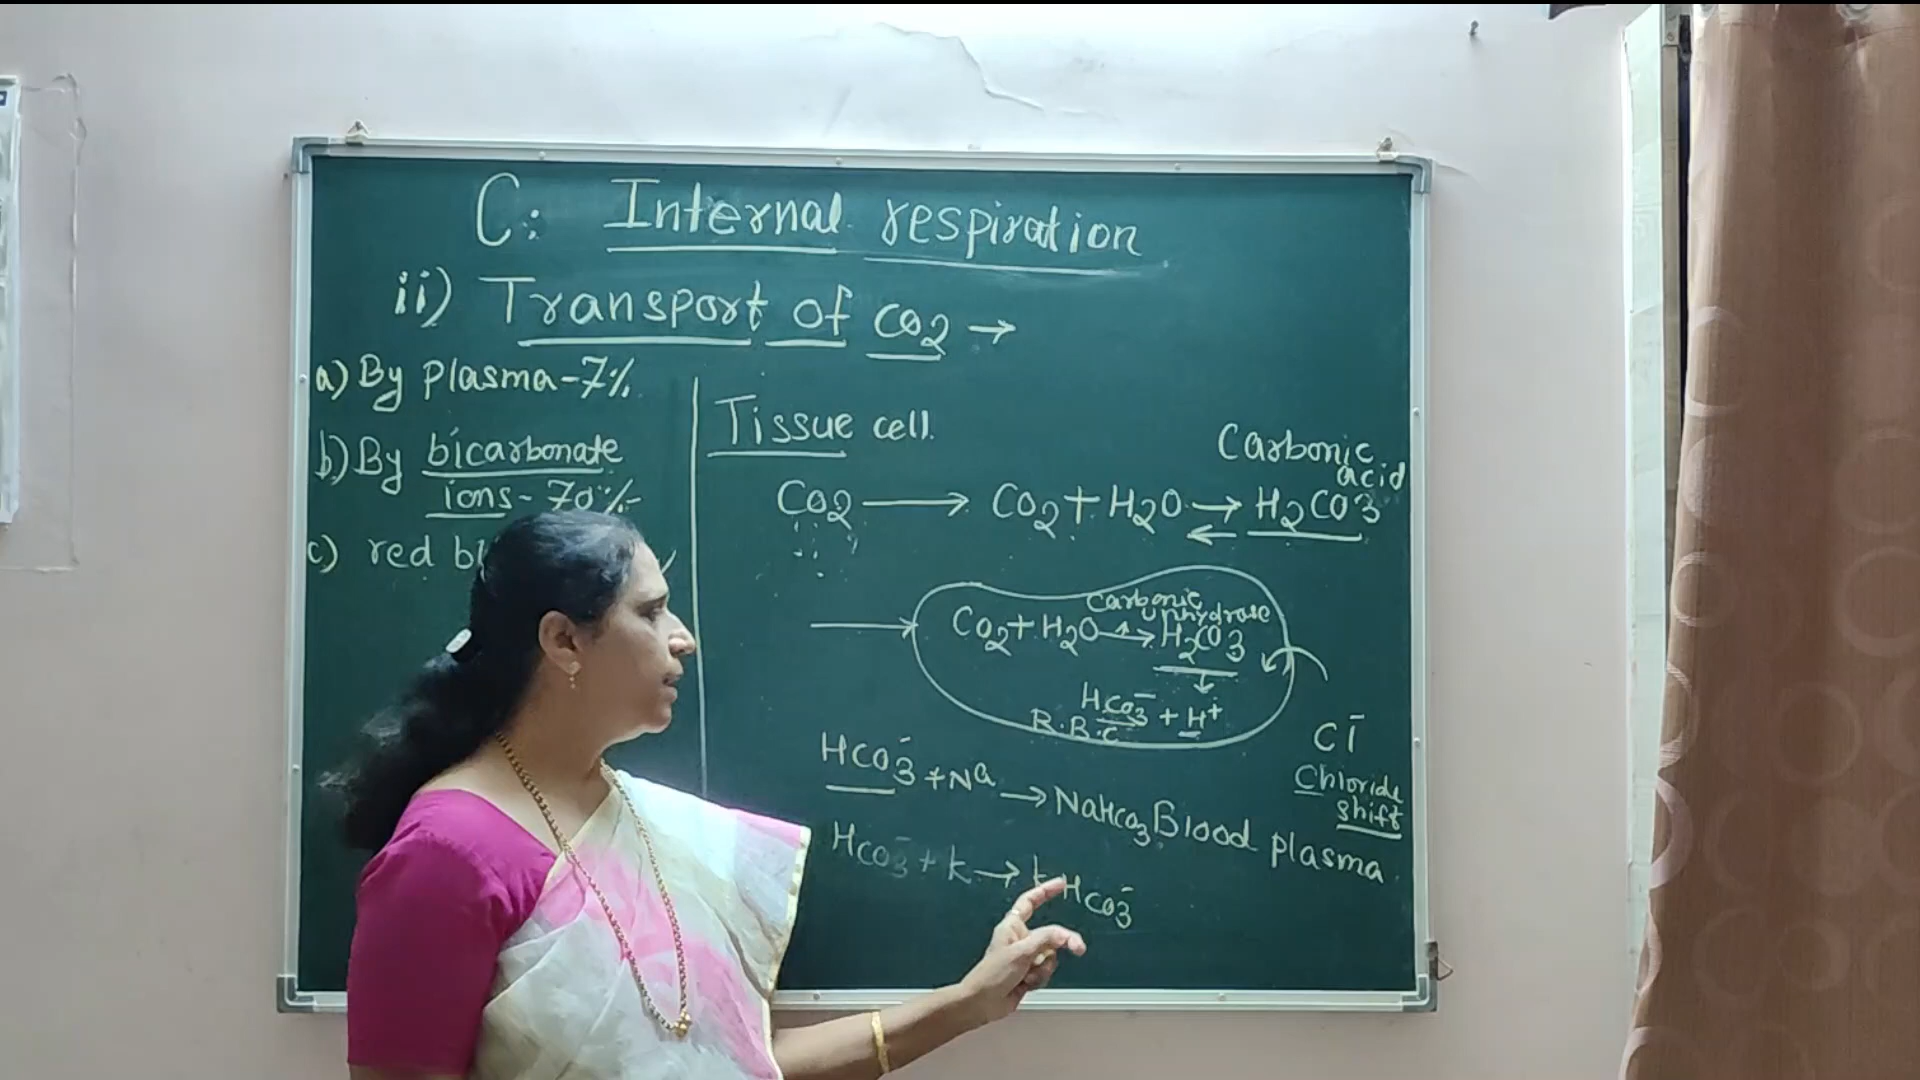 C: Internal respiration
ii) Transport of CO2 →
a) By plasma-7%
b) By bicarbonate
ions- 70%-
c) red bl
Tissue cell.
Carbonic
acid
CO2 → CO2 + H2O → H2CO3
←
Carbonic
anhydrase
→ CO2 + H2O → H2CO3
↓
HCO3⁻ + H⁺
R.B.C
Cl⁻
Chloride
shift
HCO3⁻ + Na → NaHCO3 Blood plasma
HCO3⁻ + k → kHCO3⁻